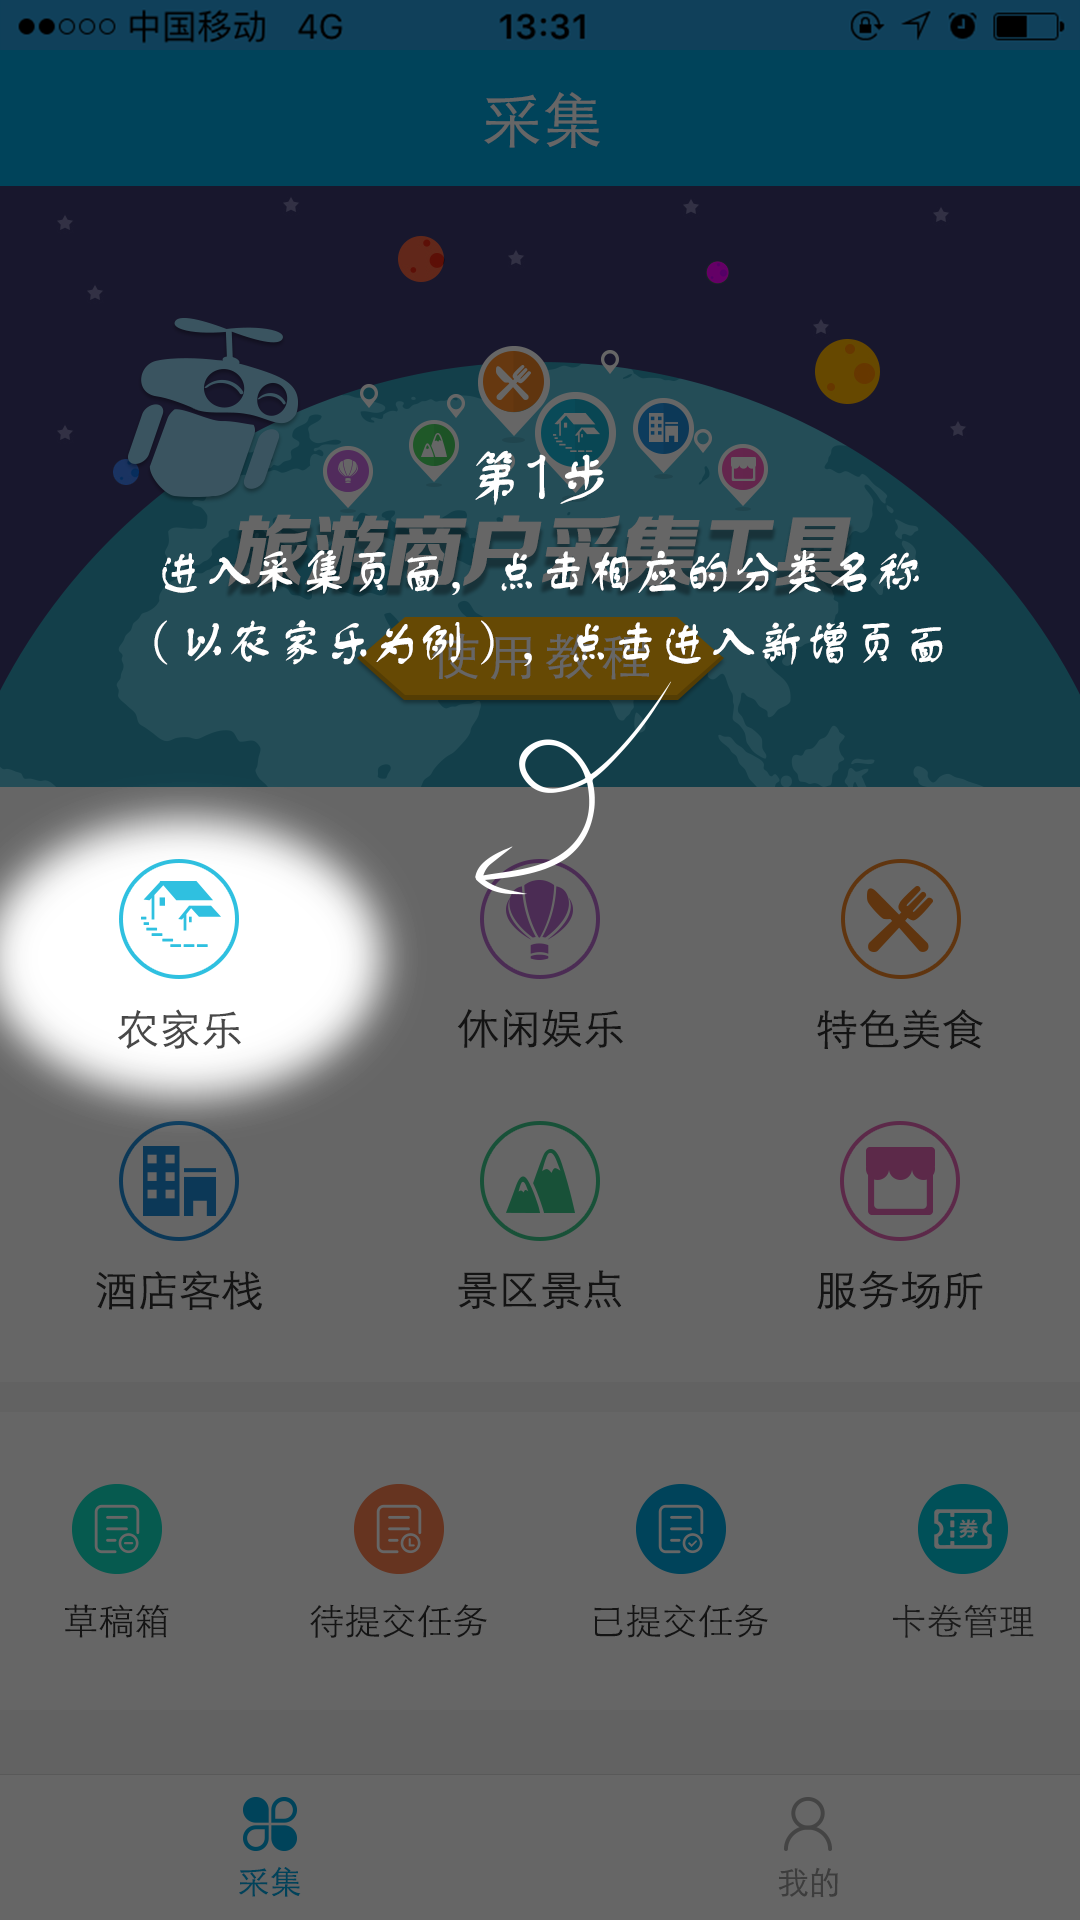 中国移动 4G 13:31
采集
第1步
旅游商户采集工具
进入采集页面，点击相应的分类名称
（以农家乐为例），点击进入新增页面
使用教程
农家乐 休闲娱乐 特色美食
酒店客栈 景区景点 服务场所
券
草稿箱 待提交任务 已提交任务 卡卷管理
采集 我的